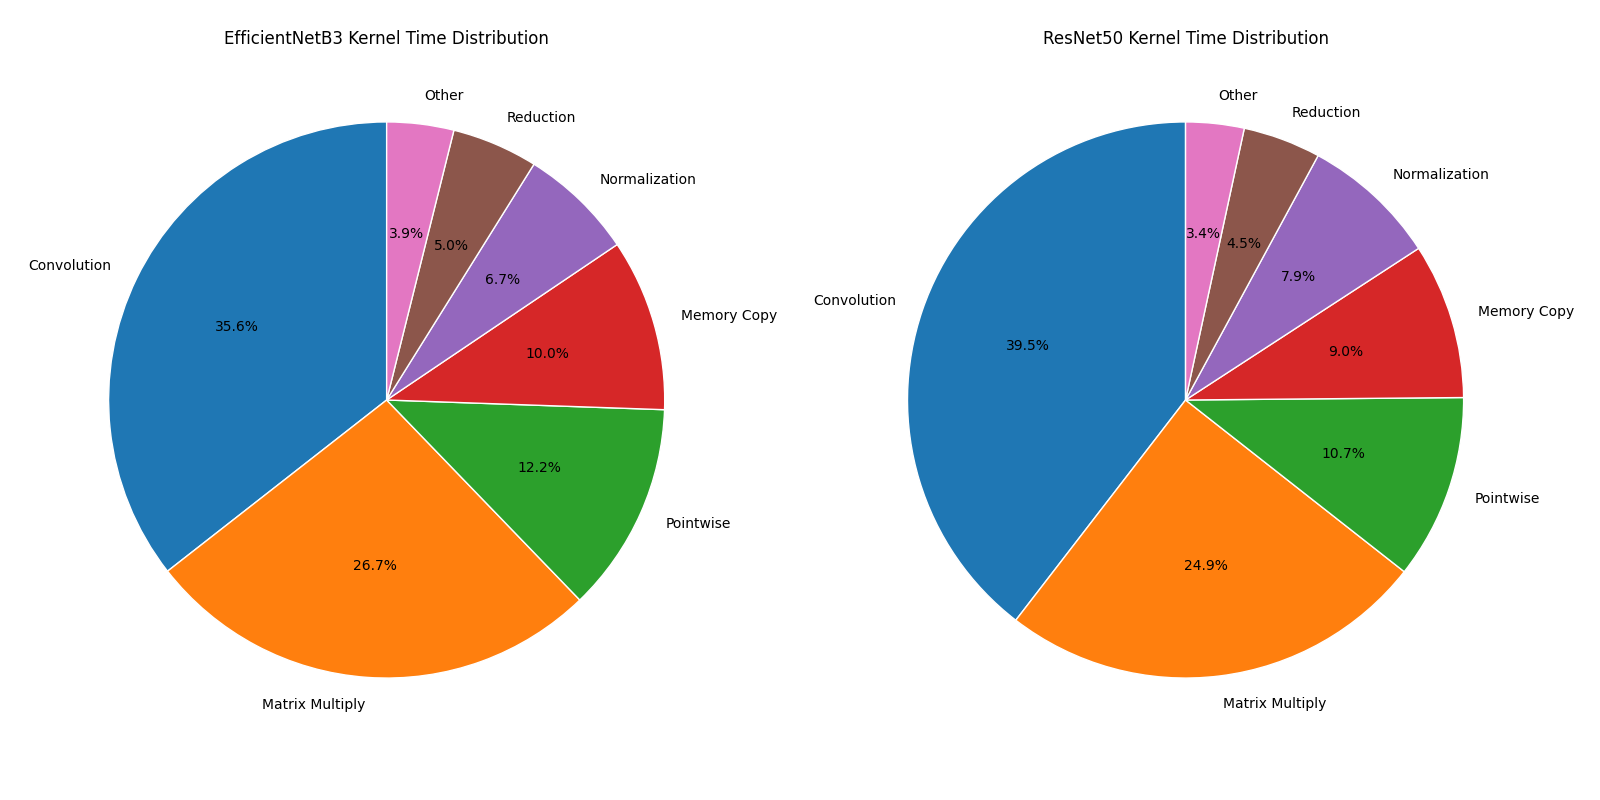 EfficientNetB3 Kernel Time Distribution
Other
Reduction
Normalization
Memory Copy
Pointwise
Matrix Multiply
Convolution
3.9%
5.0%
6.7%
10.0%
12.2%
26.7%
35.6%
ResNet50 Kernel Time Distribution
Other
Reduction
Normalization
Memory Copy
Pointwise
Matrix Multiply
Convolution
3.4%
4.5%
7.9%
9.0%
10.7%
24.9%
39.5%